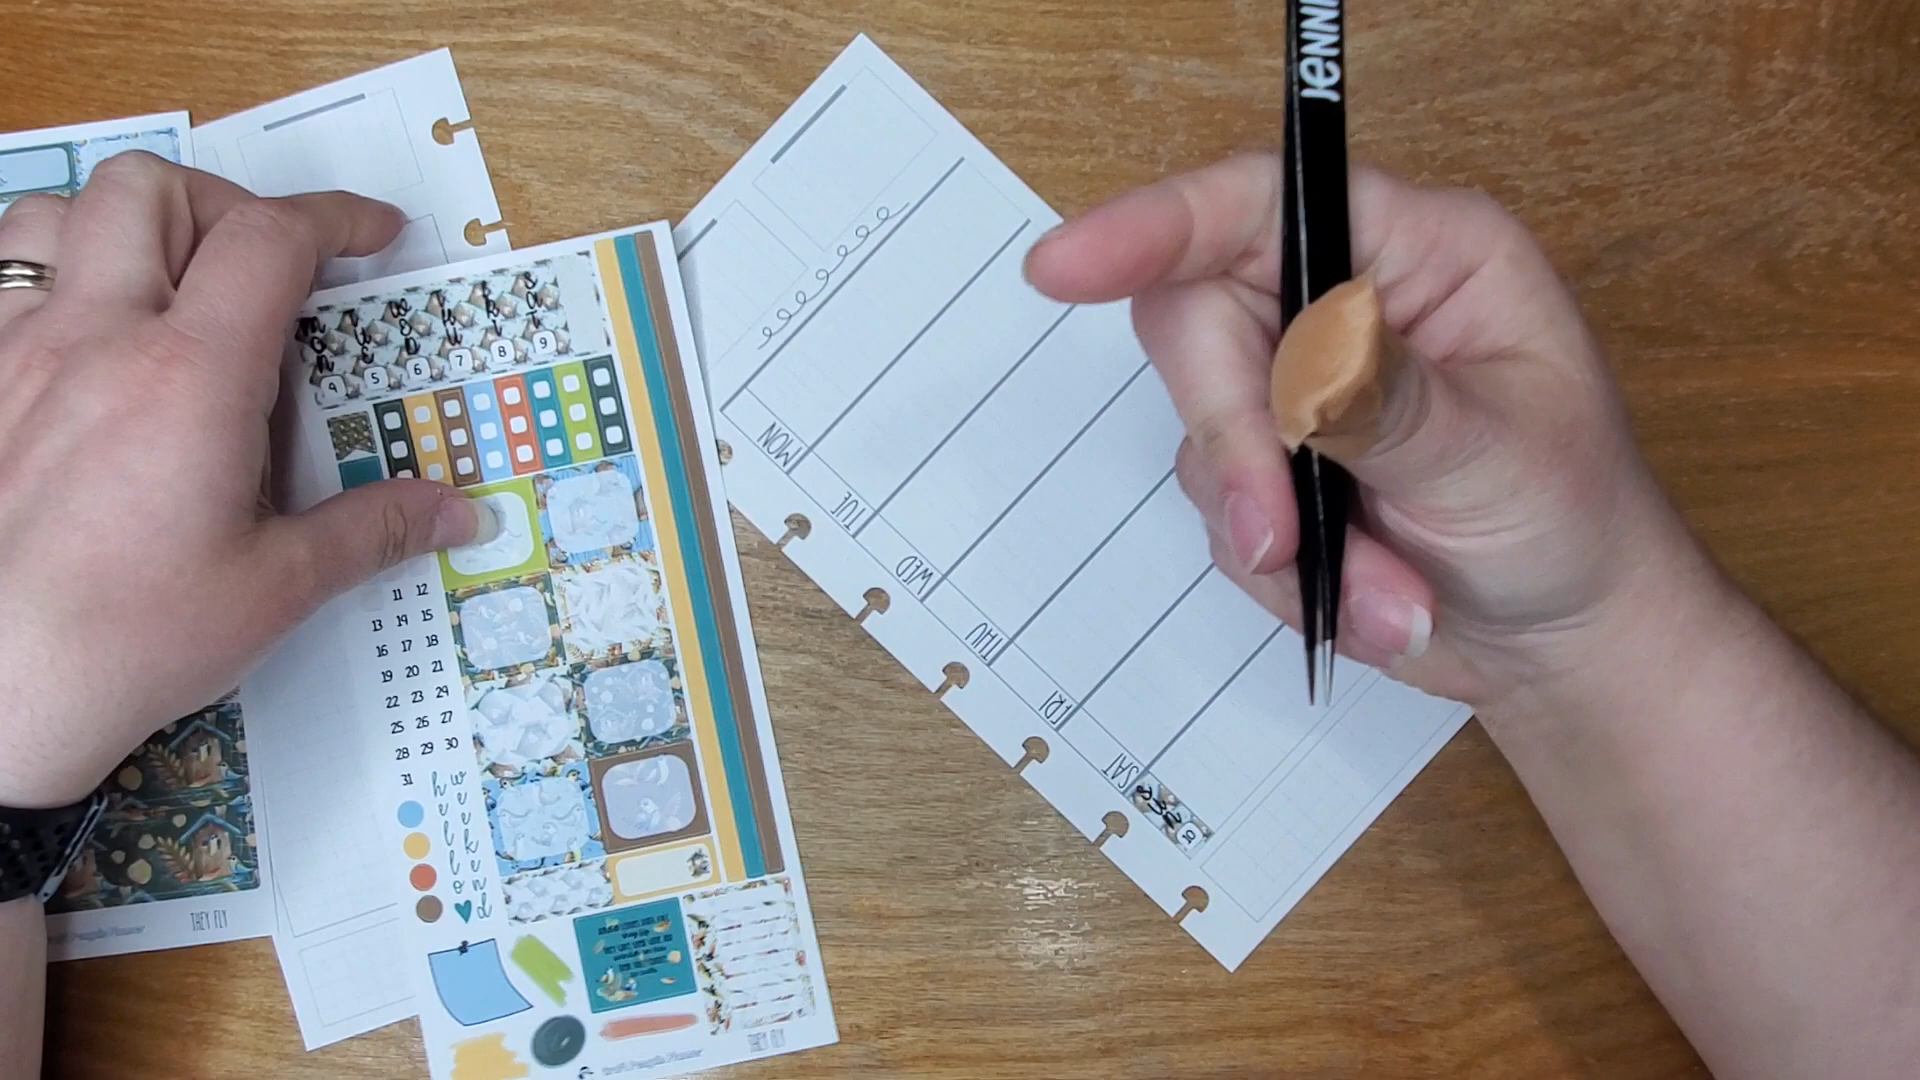 JENNI
mon tue wed thu fri sat
4 5 6 7 8 9
11 12
13 14 15
16 17 18
19 20 21
22 23 24
25 26 27
28 29 30
31
hello
weekend
THEY FLY
THEY FLY
MON
TUE
WED
THU
FRI
SAT
sun
10